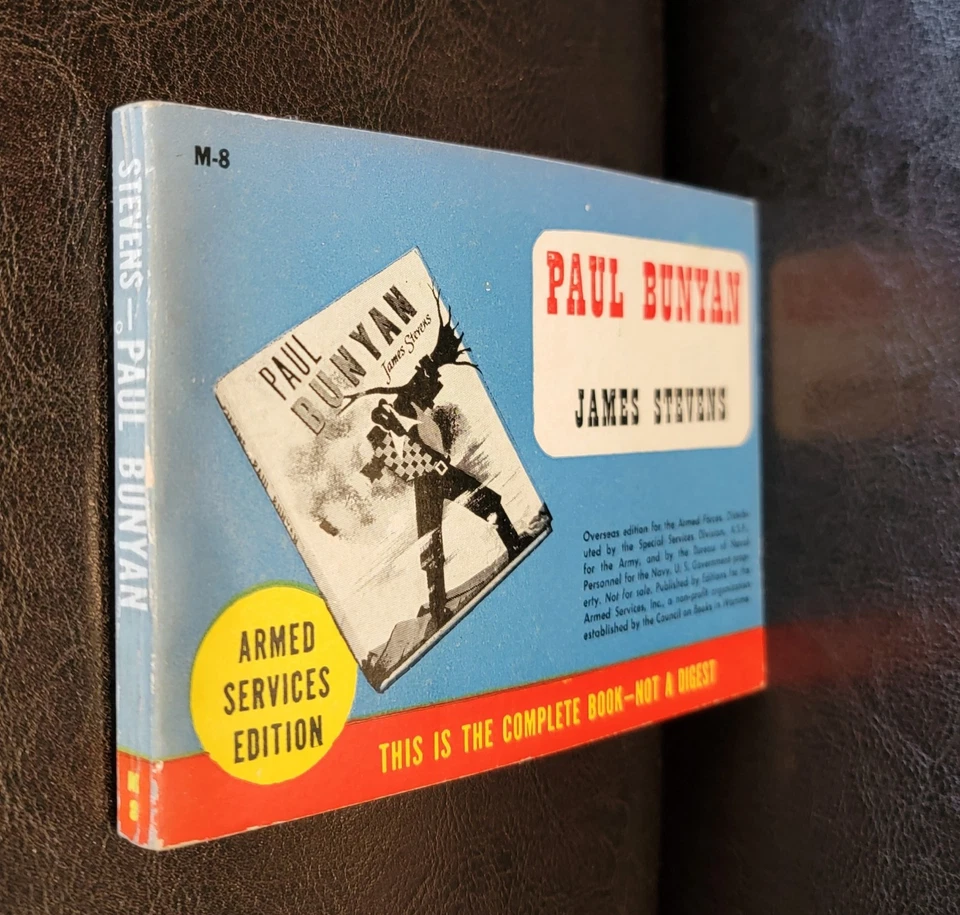 STEVENS—PAUL BUNYAN
M-8
PAUL
BUNYAN
James Stevens
PAUL BUNYAN
JAMES STEVENS
Overseas edition for the Armed Forces. Distrib-
uted by the Special Services Division, A.S.F.,
for the Army, and by the Bureau of Naval
Personnel for the Navy. U. S. Government prop-
erty. Not for sale. Published by Editions for the
Armed Services, Inc., a non-profit organization
established by the Council on Books in Wartime.
ARMED
SERVICES
EDITION
THIS IS THE COMPLETE BOOK—NOT A DIGEST